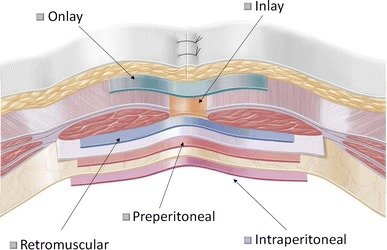 Onlay
Inlay
Preperitoneal
Retromuscular
Intraperitoneal